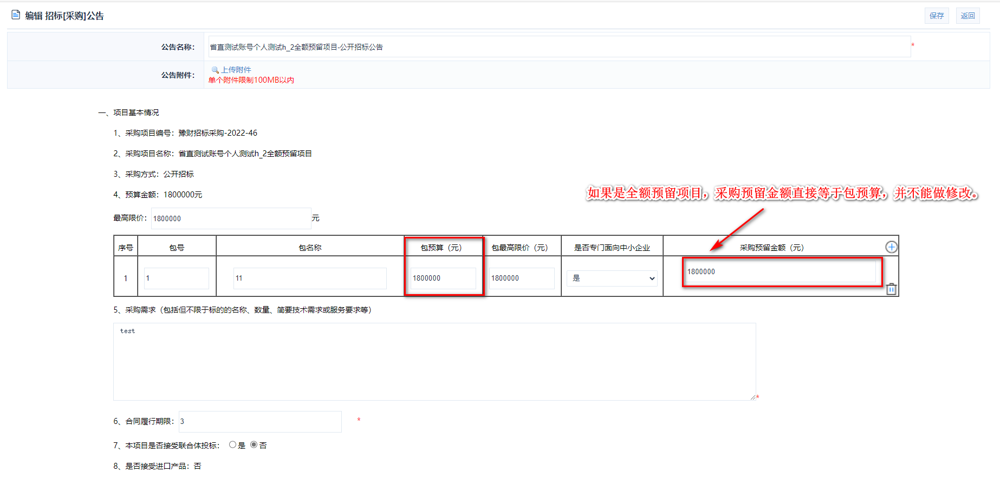 编辑 招标[采购]公告
保存 返回
公告名称： 省直测试账号个人测试h_2全额预留项目-公开招标公告 *
公告附件： 上传附件
单个附件限制100MB以内
一、项目基本情况
1、采购项目编号：豫财招标采购-2022-46
2、采购项目名称：省直测试账号个人测试h_2全额预留项目
3、采购方式：公开招标
4、预算金额：1800000元
如果是全额预留项目，采购预留金额直接等于包预算，并不能做修改。
最高限价： 1800000 元
序号 包号 包名称 包预算（元） 包最高限价（元） 是否专门面向中小企业 采购预留金额（元）
1 1 11 1800000 1800000 是 1800000
5、采购需求（包括但不限于标的的名称、数量、简要技术需求或服务要求等）
test
*
6、合同履行期限： 3 *
7、本项目是否接受联合体投标： 是 否
8、是否接受进口产品：否